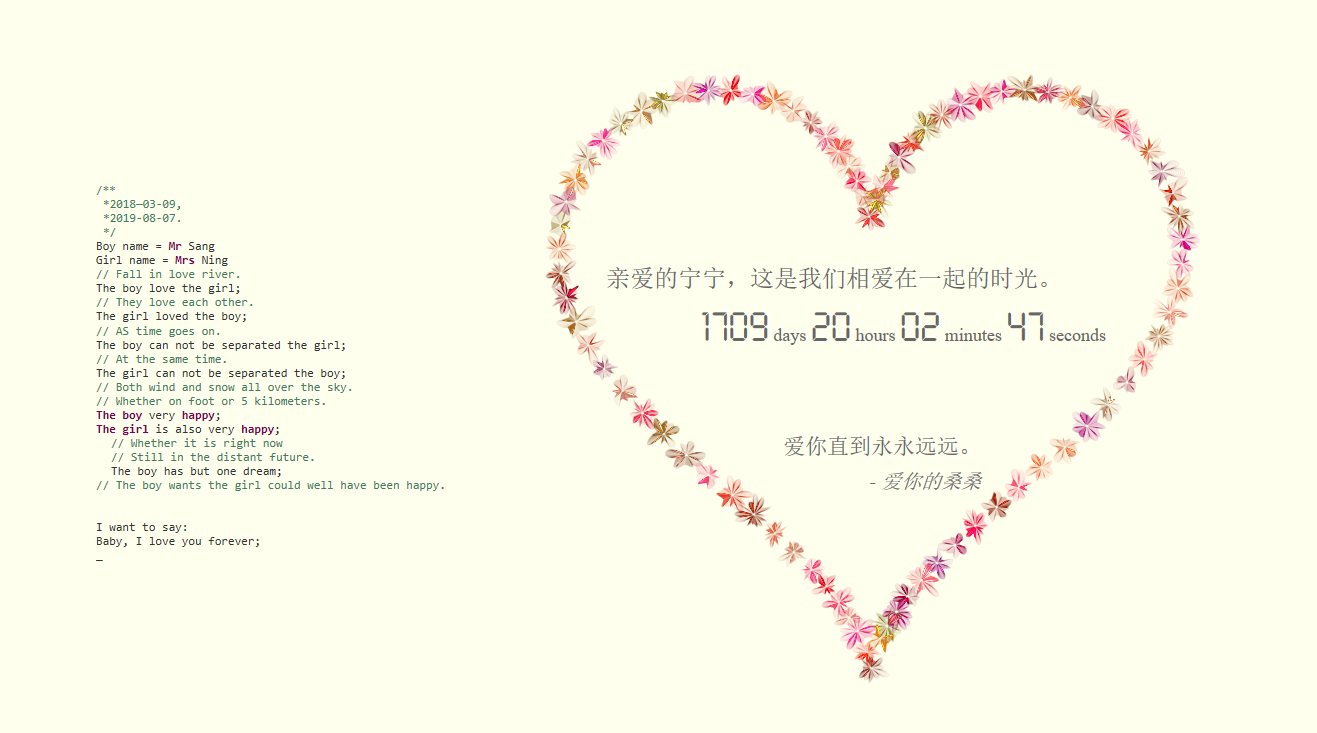 /**
*2018—03-09,
*2019-08-07.
*/
Boy name = Mr Sang
Girl name = Mrs Ning
// Fall in love river.
The boy love the girl;
// They love each other.
The girl loved the boy;
// AS time goes on.
The boy can not be separated the girl;
// At the same time.
The girl can not be separated the boy;
// Both wind and snow all over the sky.
// Whether on foot or 5 kilometers.
The boy very happy;
The girl is also very happy;
// Whether it is right now
// Still in the distant future.
The boy has but one dream;
// The boy wants the girl could well have been happy.
I want to say:
Baby, I love you forever;
_
亲爱的宁宁，这是我们相爱在一起的时光。
1709 days 20 hours 02 minutes 47 seconds
爱你直到永永远远。
- 爱你的桑桑